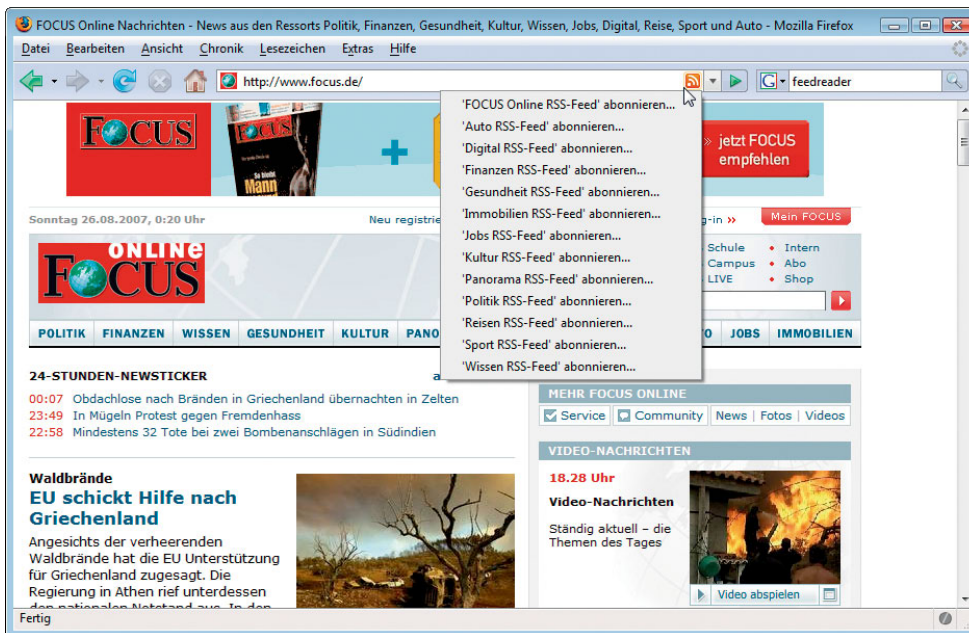 FOCUS Online Nachrichten - News aus den Ressorts Politik, Finanzen, Gesundheit, Kultur, Wissen, Jobs, Digital, Reise, Sport und Auto - Mozilla Firefox
Datei Bearbeiten Ansicht Chronik Lesezeichen Extras Hilfe
http://www.focus.de/
G feedreader
'FOCUS Online RSS-Feed' abonnieren...
'Auto RSS-Feed' abonnieren...
'Digital RSS-Feed' abonnieren...
'Finanzen RSS-Feed' abonnieren...
'Gesundheit RSS-Feed' abonnieren...
'Immobilien RSS-Feed' abonnieren...
'Jobs RSS-Feed' abonnieren...
'Kultur RSS-Feed' abonnieren...
'Panorama RSS-Feed' abonnieren...
'Politik RSS-Feed' abonnieren...
'Reisen RSS-Feed' abonnieren...
'Sport RSS-Feed' abonnieren...
'Wissen RSS-Feed' abonnieren...
FOCUS
FOCUS
So bleibt
Mann
+
» jetzt FOCUS
empfehlen
Sonntag 26.08.2007, 0:20 Uhr
Neu registrie
g-in »
Mein FOCUS
FOCUS ONLINE
Schule • Intern
Campus • Abo
LIVE • Shop
POLITIK FINANZEN WISSEN GESUNDHEIT KULTUR PANO
O JOBS IMMOBILIEN
24-STUNDEN-NEWSTICKER
a
00:07 Obdachlose nach Bränden in Griechenland übernachten in Zelten
23:49 In Mügeln Protest gegen Fremdenhass
22:58 Mindestens 32 Tote bei zwei Bombenanschlägen in Südindien
Waldbrände
EU schickt Hilfe nach
Griechenland
Angesichts der verheerenden
Waldbrände hat die EU Unterstützung
für Griechenland zugesagt. Die
Regierung in Athen rief unterdessen
den nationalen Notstand aus. In den
MEHR FOCUS ONLINE
Service Community News | Fotos | Videos
VIDEO-NACHRICHTEN
18.28 Uhr
Video-Nachrichten
Ständig aktuell – die
Themen des Tages
Video abspielen
Fertig